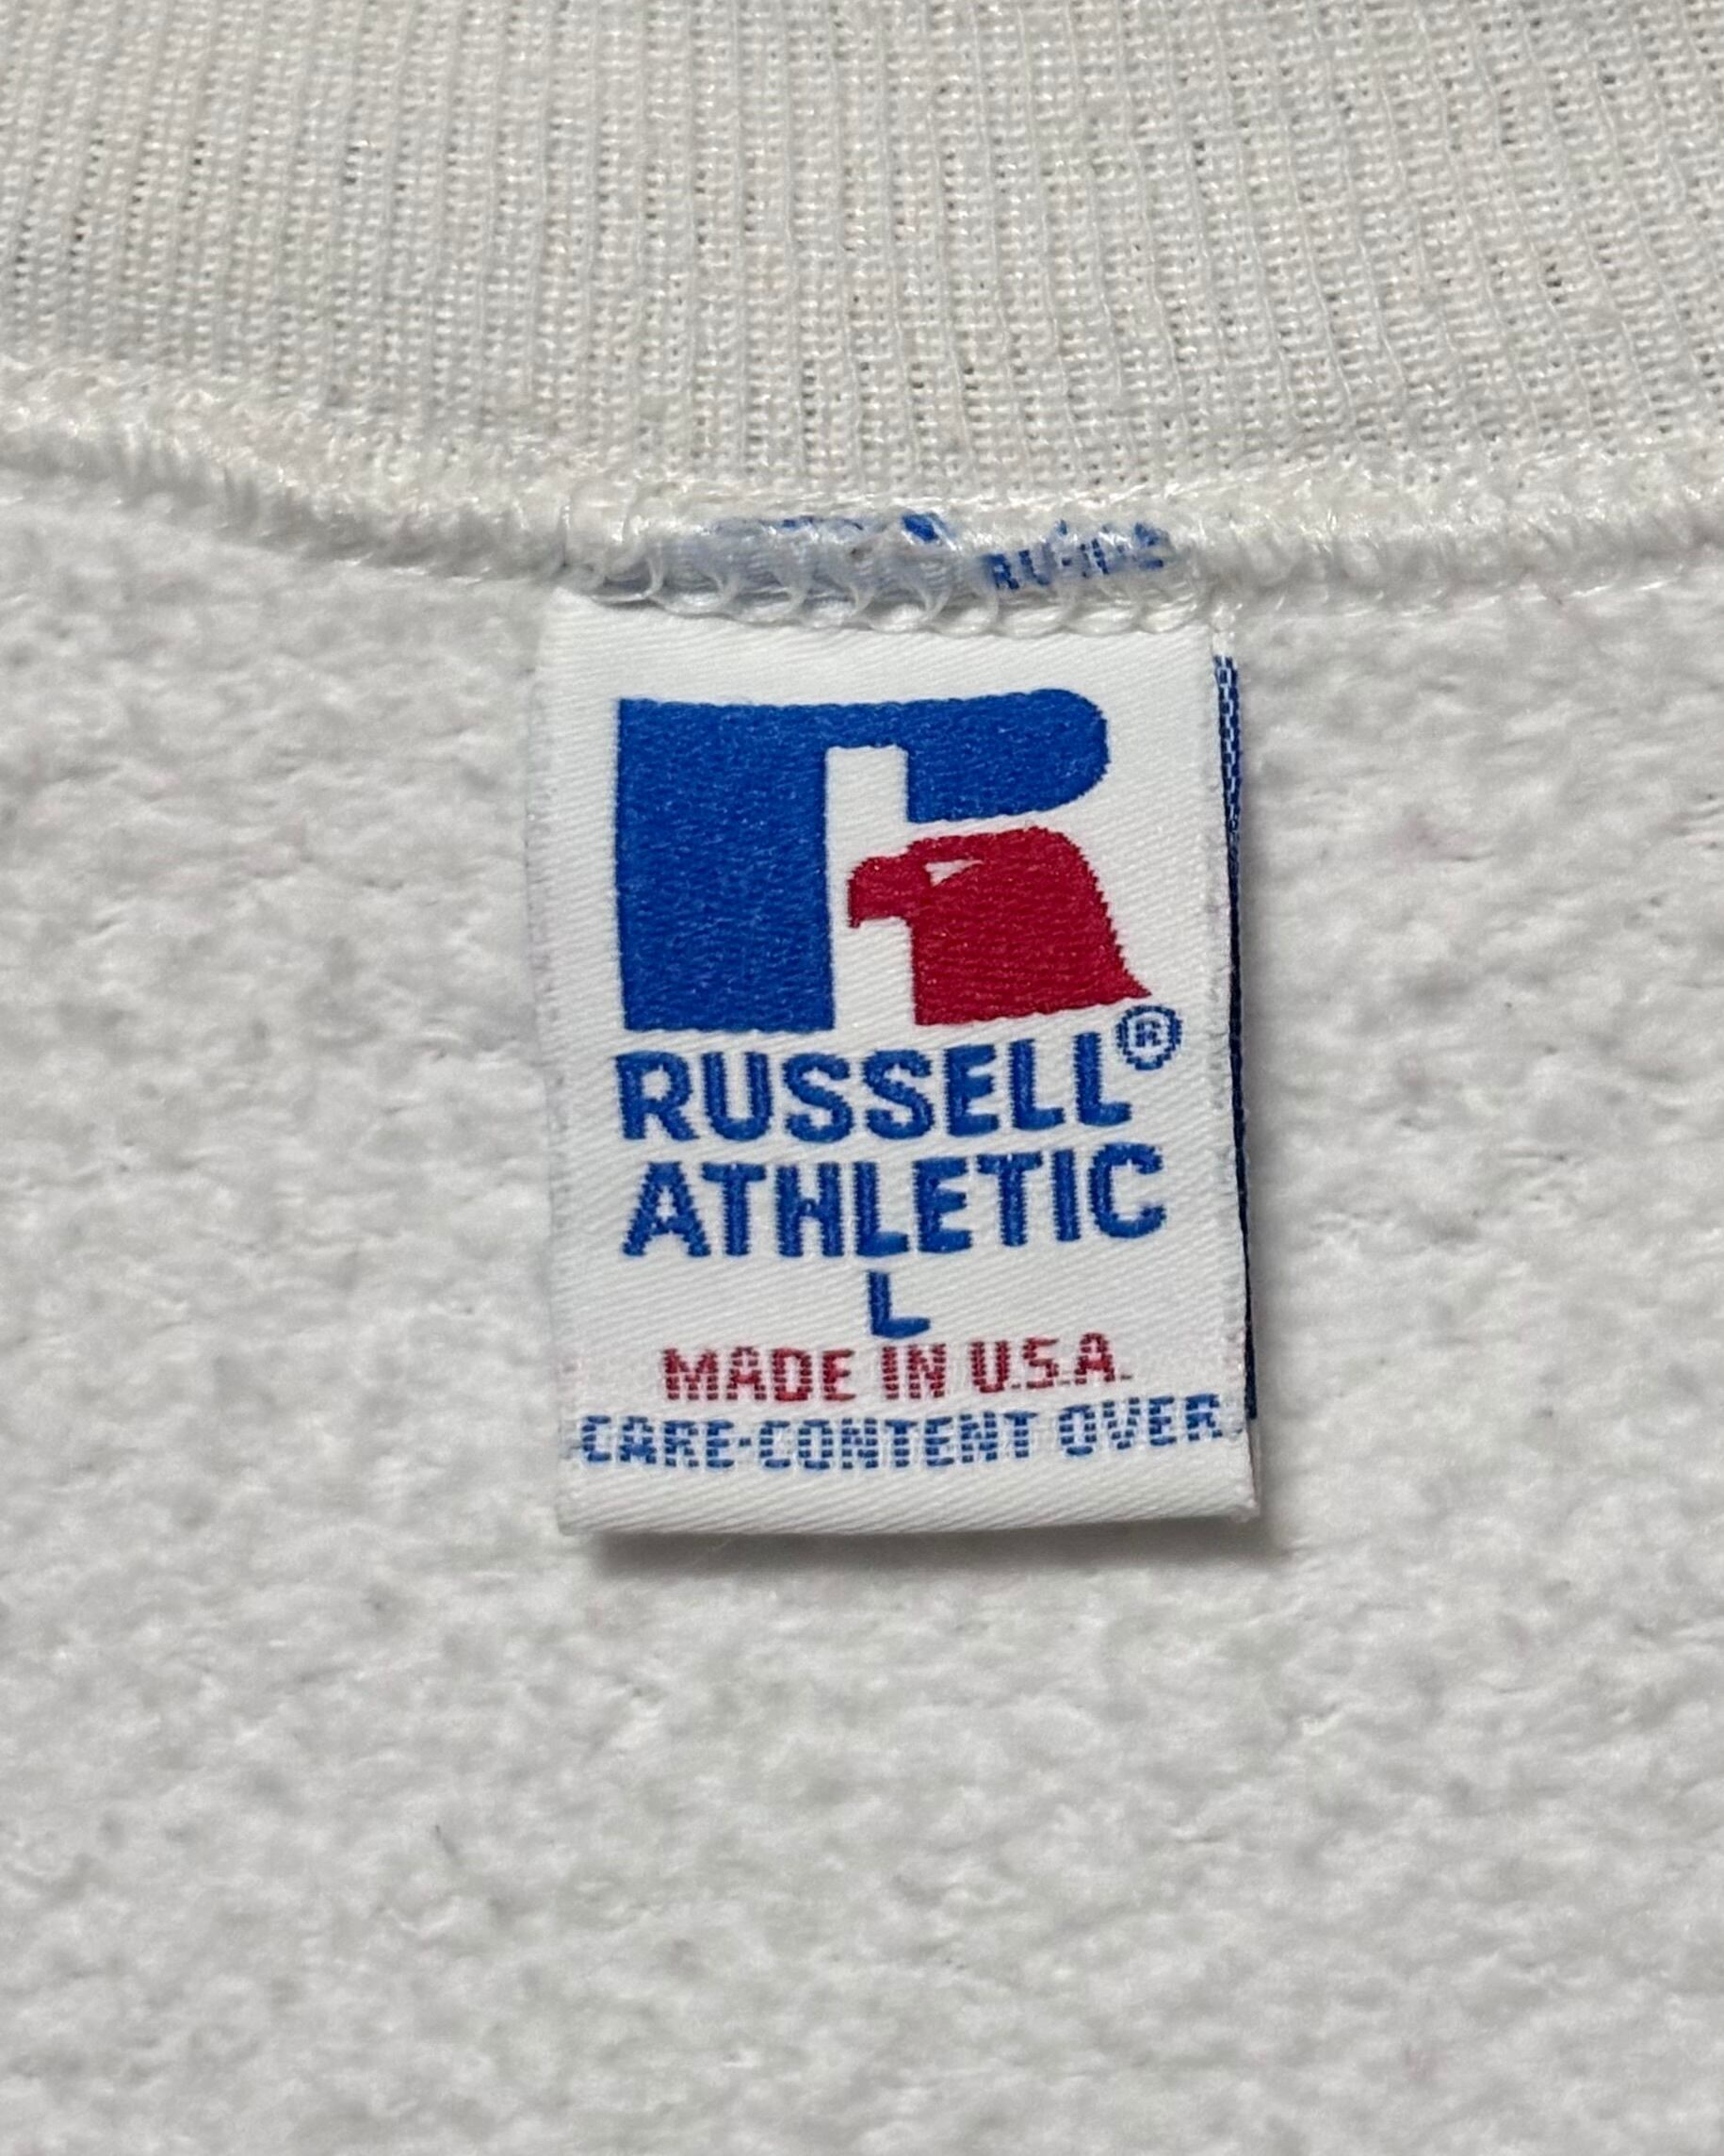 RUSSELL®
ATHLETIC
L
MADE IN U.S.A.
CARE-CONTENT OVER